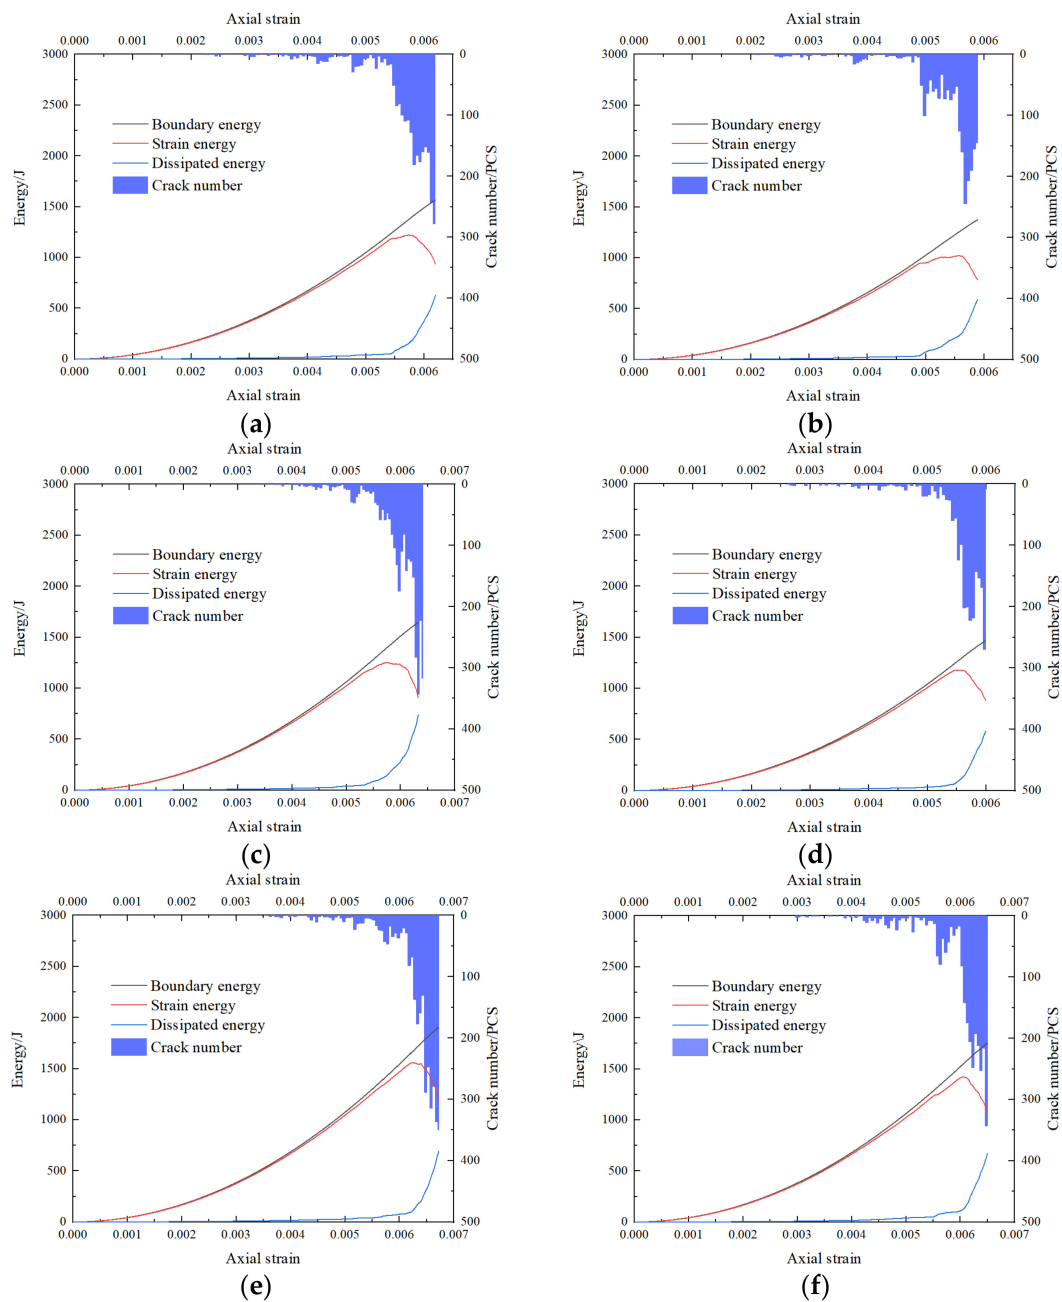 Axial strain
0.000 0.001 0.002 0.003 0.004 0.005 0.006
3000
2500
2000
1500
1000
500
0
Energy/J
Boundary energy
Strain energy
Dissipated energy
Crack number
0
100
200
300
400
500
Crack number/PCS
0.000 0.001 0.002 0.003 0.004 0.005 0.006
Axial strain
(a)
Axial strain
0.000 0.001 0.002 0.003 0.004 0.005 0.006
3000
2500
2000
1500
1000
500
0
Energy\J
Boundary energy
Strain energy
Dissipated energy
Crack number
0
100
200
300
400
500
Crack number/PCS
0.000 0.001 0.002 0.003 0.004 0.005 0.006
Axial strain
(b)
Axial strain
0.000 0.001 0.002 0.003 0.004 0.005 0.006 0.007
3000
2500
2000
1500
1000
500
0
Energy/J
Boundary energy
Strain energy
Dissipated energy
Crack number
0
100
200
300
400
500
Crack number/PCS
0.000 0.001 0.002 0.003 0.004 0.005 0.006 0.007
Axial strain
(c)
Axial strain
0.000 0.001 0.002 0.003 0.004 0.005 0.006
3000
2500
2000
1500
1000
500
0
Energy\J
Boundary energy
Strain energy
Dissipated energy
Crack number
0
100
200
300
400
500
Crack number/PCS
0.000 0.001 0.002 0.003 0.004 0.005 0.006
Axial strain
(d)
Axial strain
0.000 0.001 0.002 0.003 0.004 0.005 0.006 0.007
3000
2500
2000
1500
1000
500
0
Energy/J
Boundary energy
Strain energy
Dissipated energy
Crack number
0
100
200
300
400
500
Crack number/PCS
0.000 0.001 0.002 0.003 0.004 0.005 0.006 0.007
Axial strain
(e)
Axial strain
0.000 0.001 0.002 0.003 0.004 0.005 0.006 0.007
3000
2500
2000
1500
1000
500
0
Energy\J
Boundary energy
Strain energy
Dissipated energy
Crack number
0
100
200
300
400
500
Crack number/PCS
0.000 0.001 0.002 0.003 0.004 0.005 0.006 0.007
Axial strain
(f)